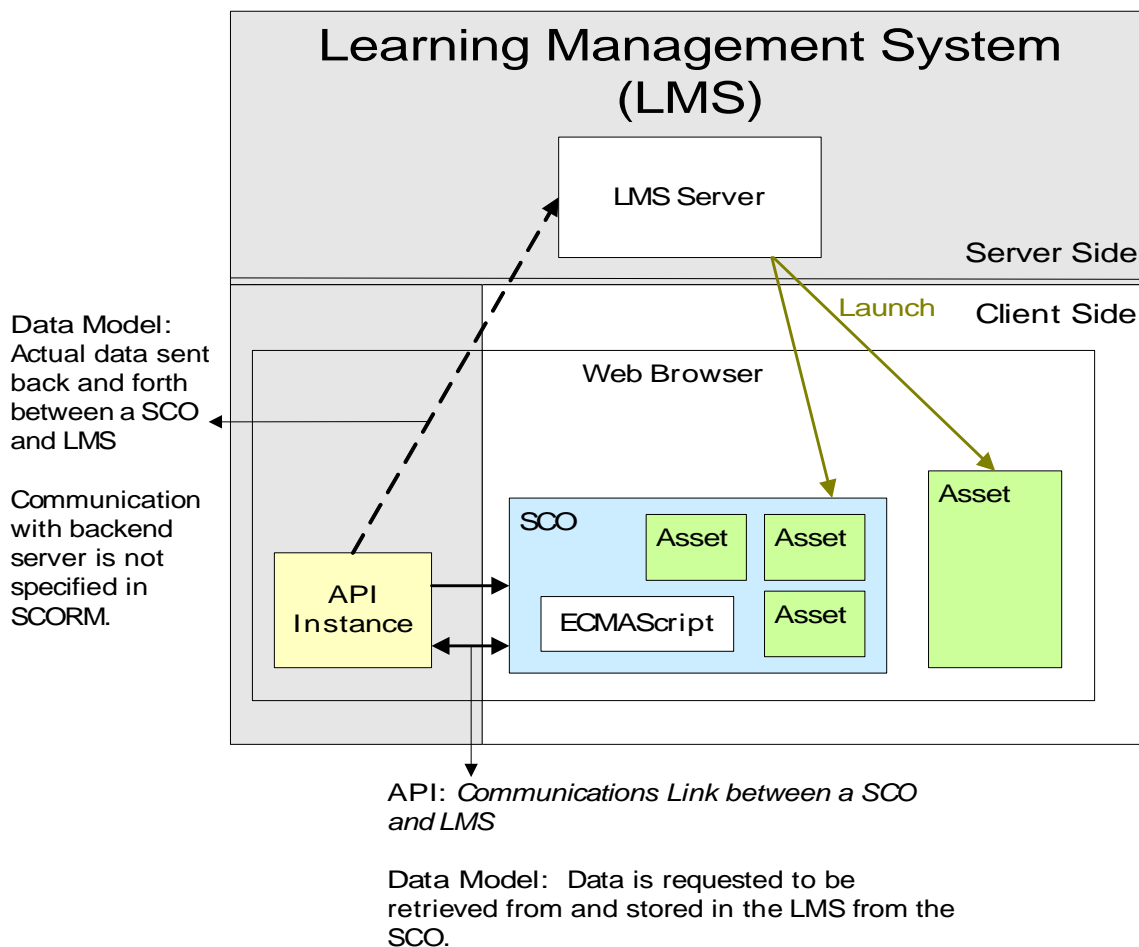 Learning Management System
(LMS)
LMS Server
Server Side
Launch
Client Side
Data Model:
Actual data sent
back and forth
between a SCO
and LMS
Web Browser
Communication
with backend
server is not
specified in
SCORM.
API
Instance
SCO
Asset
Asset
ECMAScript
Asset
Asset
API: Communications Link between a SCO
and LMS
Data Model: Data is requested to be
retrieved from and stored in the LMS from the
SCO.